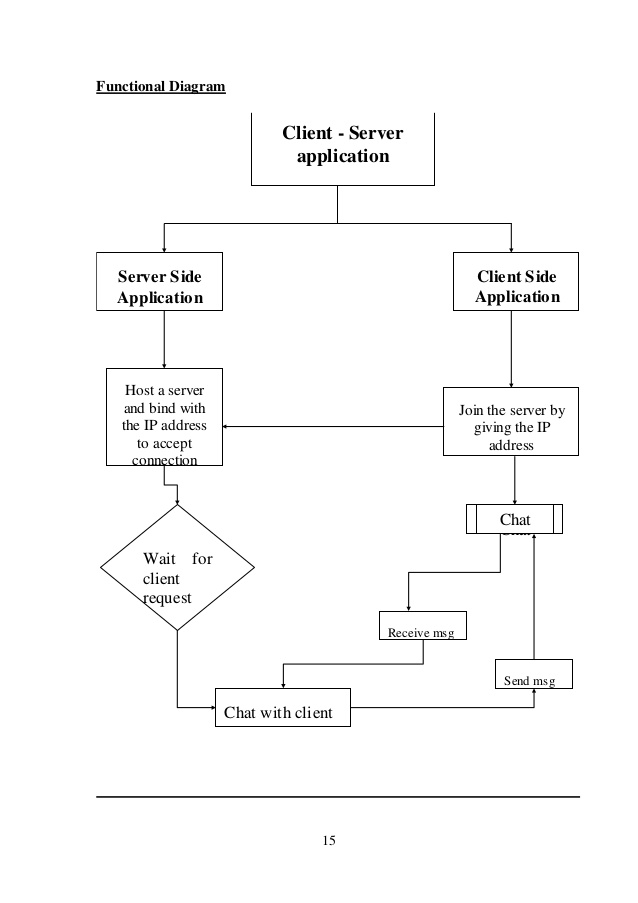 Functional Diagram
Client - Server
application
Server Side
Application
Client Side
Application
Host a server
and bind with
the IP address
to accept
connection
Join the server by
giving the IP
address
Chat
Wait for
client
request
Receive msg
Send msg
Chat with client
15